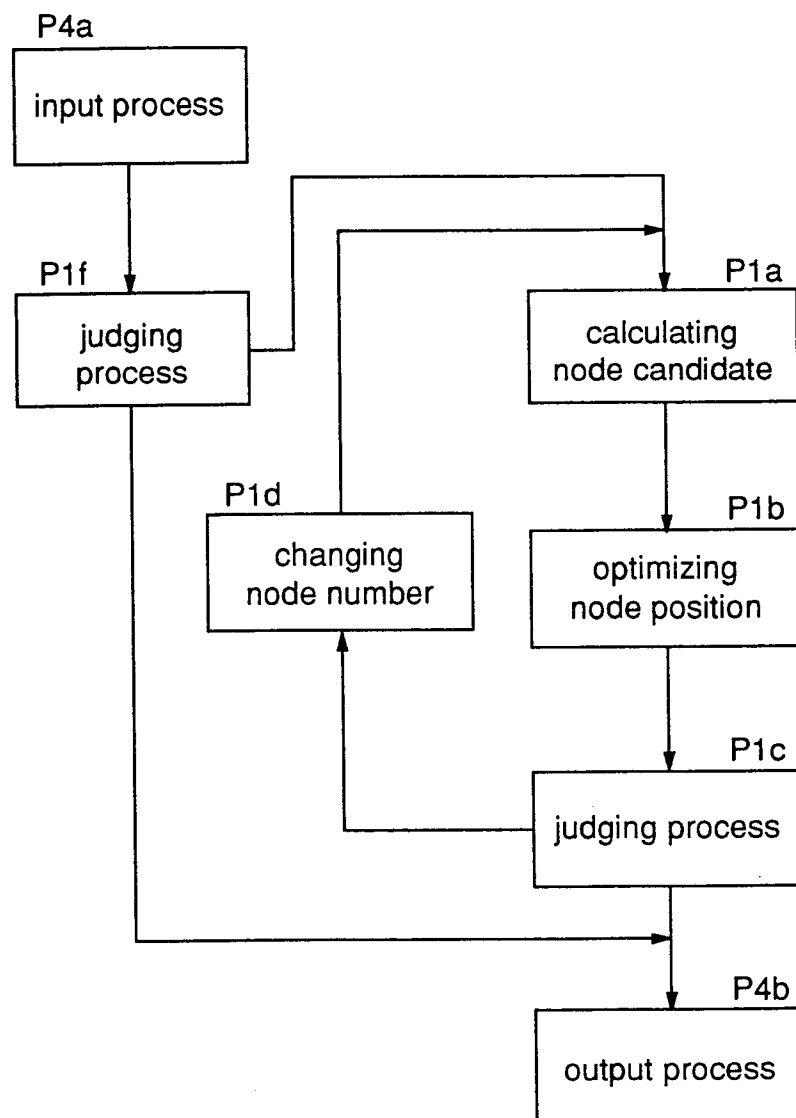 P4a
input process
P1f
judging
process
P1a
calculating
node candidate
P1d
changing
node number
P1b
optimizing
node position
P1c
judging process
P4b
output process